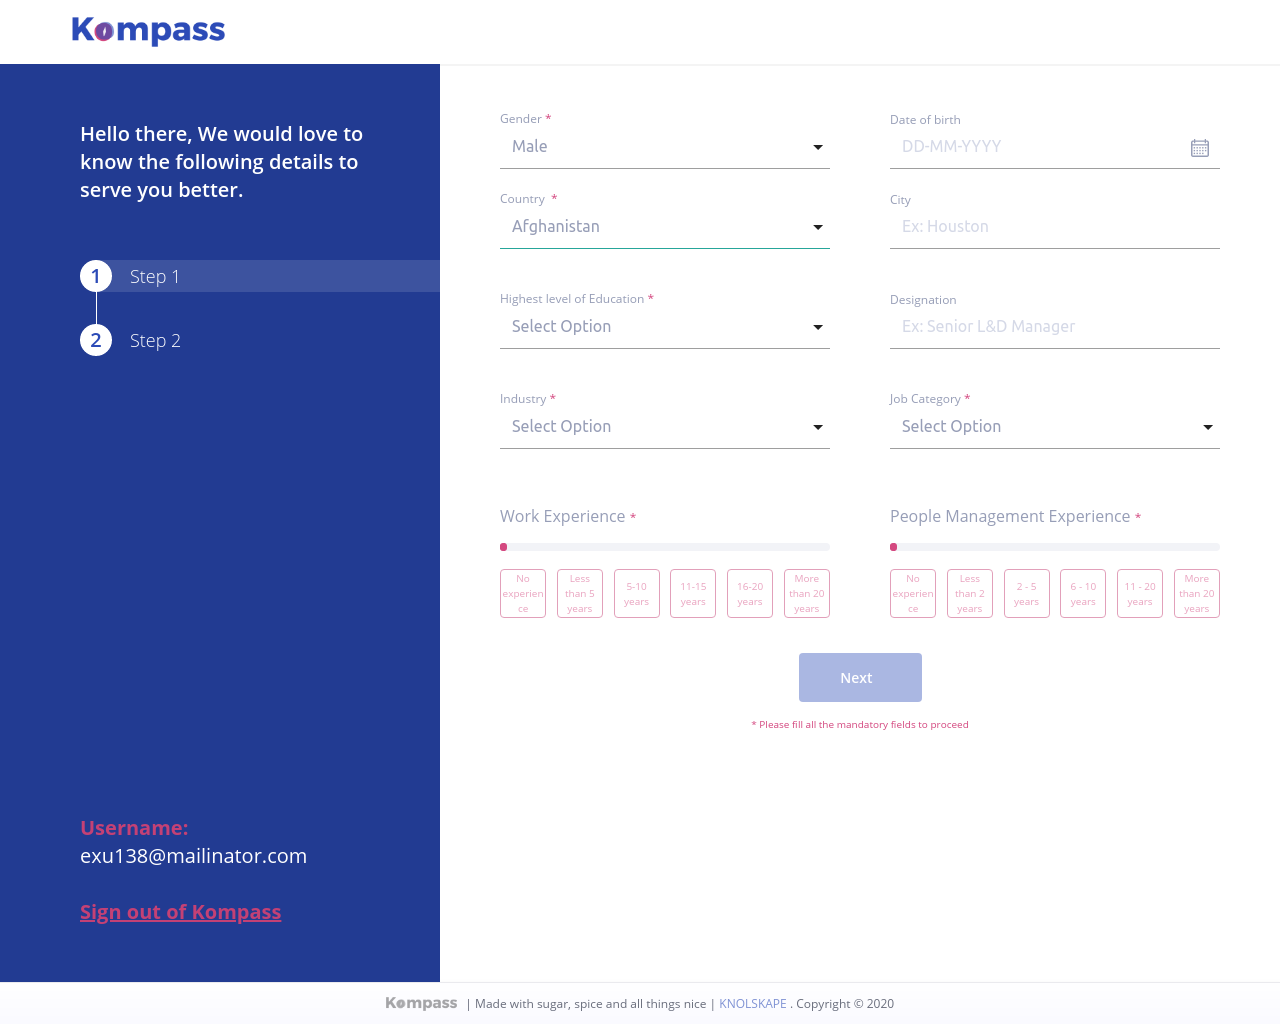 Kompass
Hello there, We would love to
know the following details to
serve you better.
1 Step 1
2 Step 2
Username:
exu138@mailinator.com
Sign out of Kompass
Gender *
Male
Date of birth
DD-MM-YYYY
Country *
Afghanistan
City
Ex: Houston
Highest level of Education *
Select Option
Designation
Ex: Senior L&D Manager
Industry *
Select Option
Job Category *
Select Option
Work Experience *
No
experien
ce
Less
than 5
years
5-10
years
11-15
years
16-20
years
More
than 20
years
People Management Experience *
No
experien
ce
Less
than 2
years
2 - 5
years
6 - 10
years
11 - 20
years
More
than 20
years
Next
* Please fill all the mandatory fields to proceed
Kompass | Made with sugar, spice and all things nice | KNOLSKAPE . Copyright © 2020